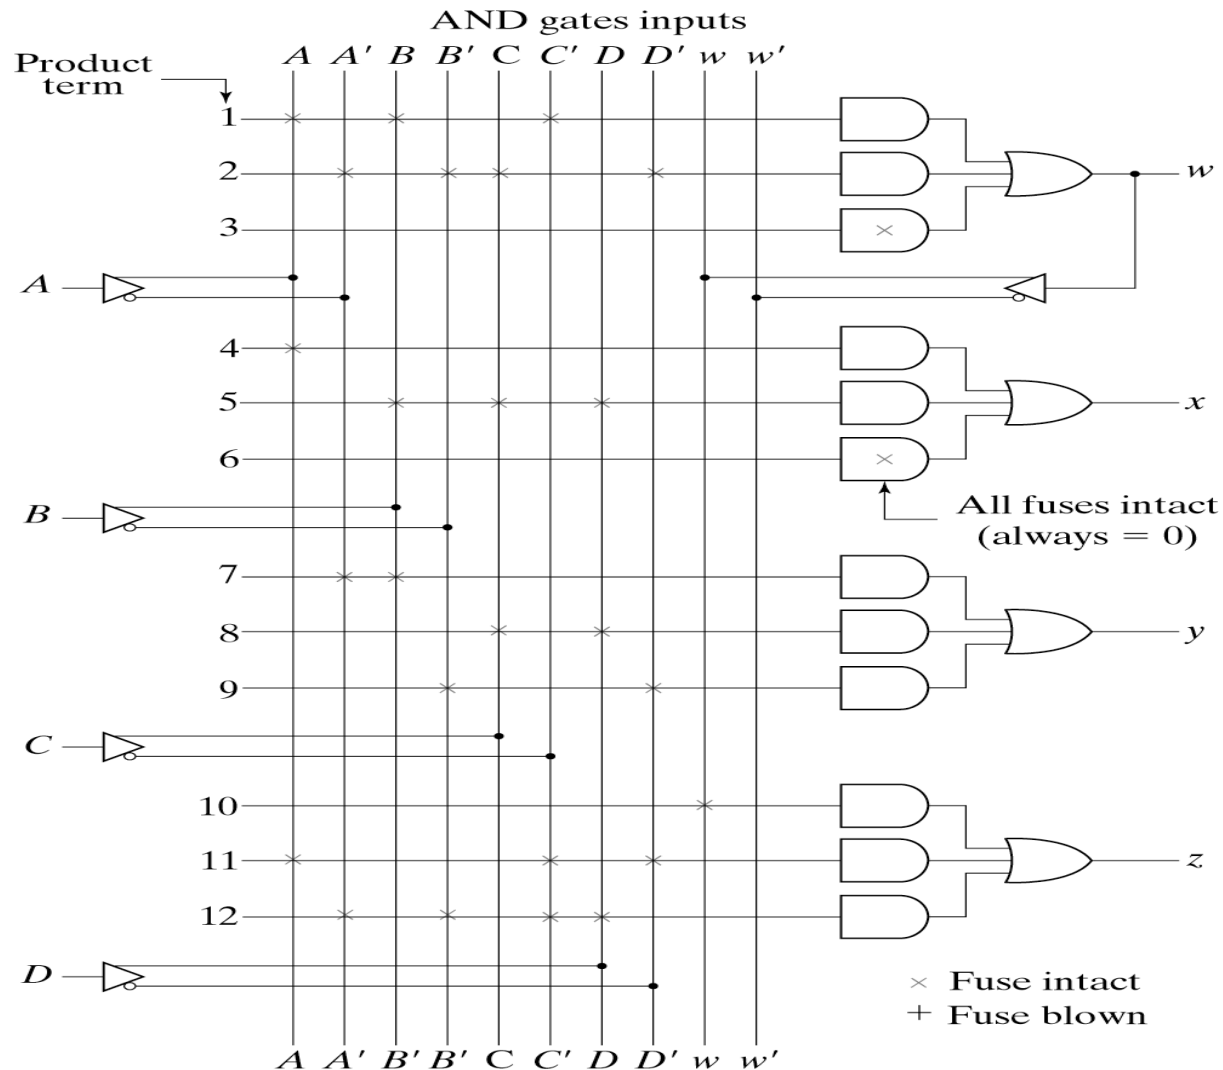 AND gates inputs
A A′ B B′ C C′ D D′ w w′
Product
term
1
2
w
3
A
4
5
x
6
B
All fuses intact
(always = 0)
7
8
y
9
C
10
11
z
12
D
× Fuse intact
+ Fuse blown
A A′ B′ B′ C C′ D D′ w w′